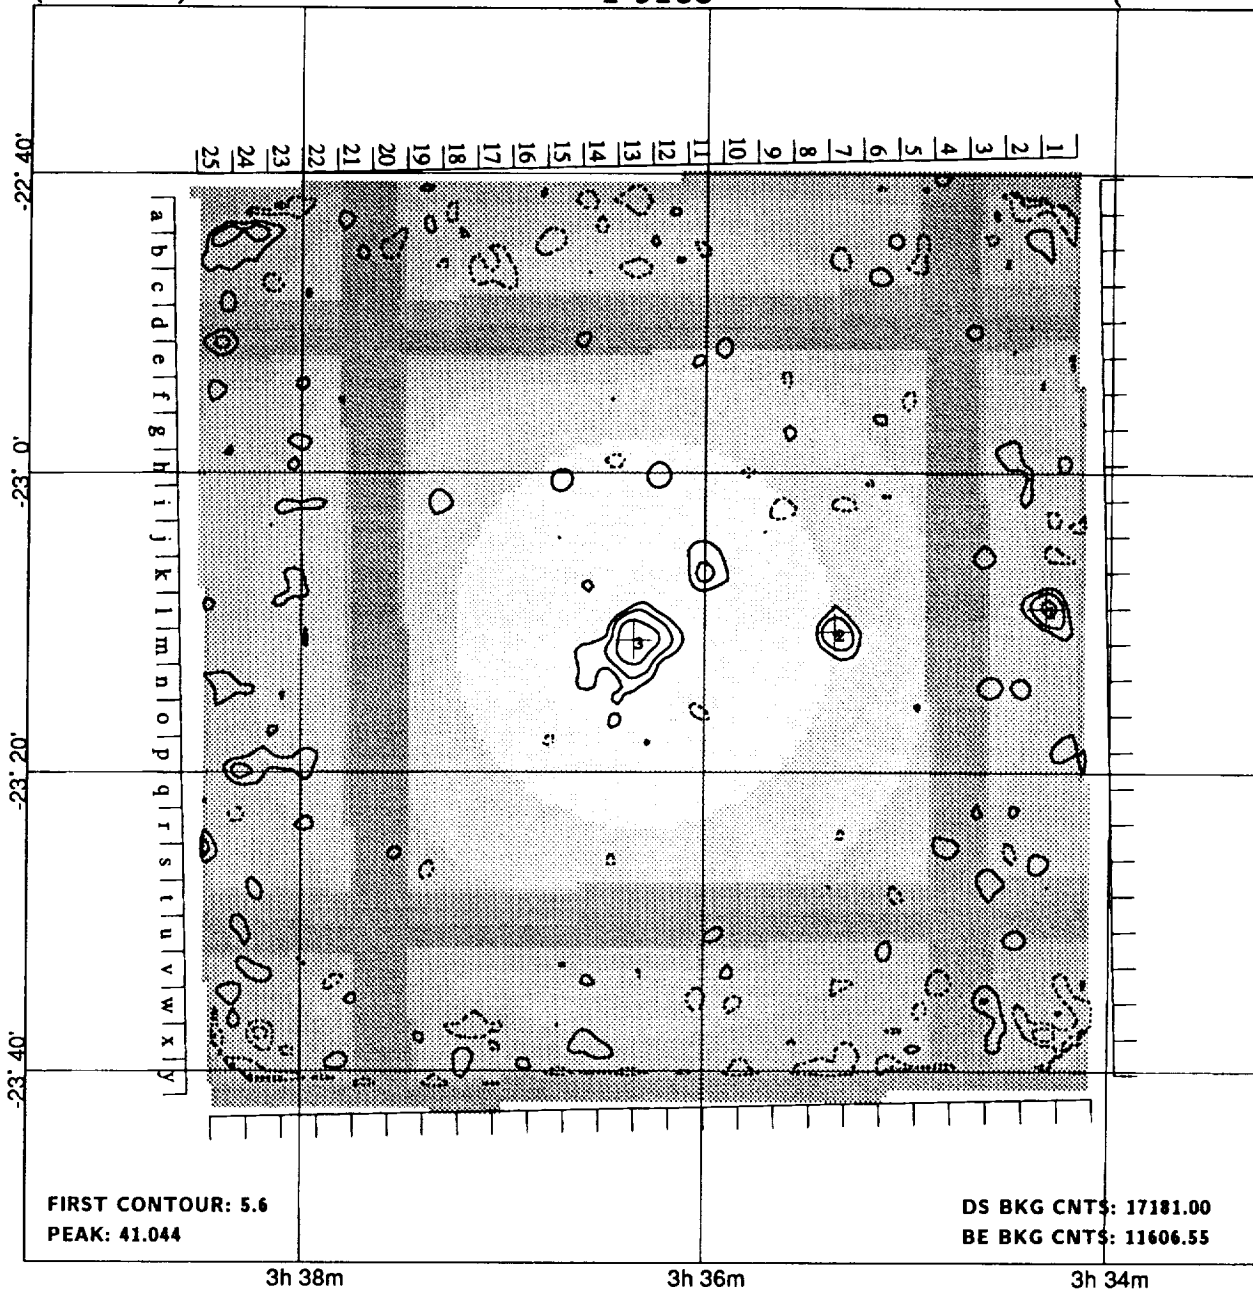 25 24 23 22 21 20 19 18 17 16 15 14 13 12 11 10 9 8 7 6 5 4 3 2 1
-22° 40'
a b c d e f g h i j k l m n o p q r s t u v w x y
-23° 0'
3 2
-23° 20'
-23° 40'
FIRST CONTOUR: 5.6
DS BKG CNTS: 17181.00
PEAK: 41.044
BE BKG CNTS: 11606.55
3h 38m 3h 36m 3h 34m